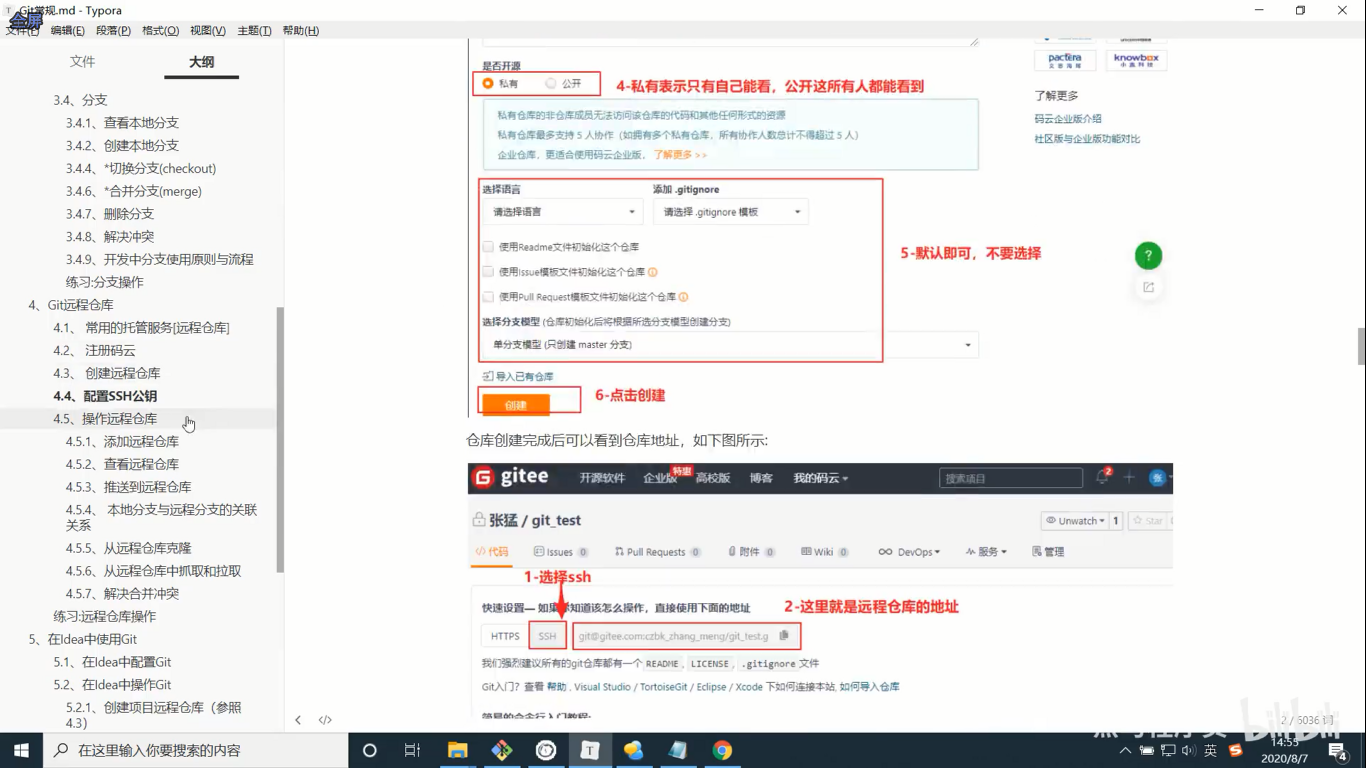 Git常规.md - Typora
全屏
文件(F) 编辑(E) 段落(P) 格式(O) 视图(V) 主题(T) 帮助(H)
文件 大纲
3.4、分支
3.4.1、查看本地分支
3.4.2、创建本地分支
3.4.4、*切换分支(checkout)
3.4.6、*合并分支(merge)
3.4.7、删除分支
3.4.8、解决冲突
3.4.9、开发中分支使用原则与流程
练习:分支操作
4、Git远程仓库
4.1、 常用的托管服务[远程仓库]
4.2、 注册码云
4.3、 创建远程仓库
4.4、配置SSH公钥
4.5、操作远程仓库
4.5.1、添加远程仓库
4.5.2、查看远程仓库
4.5.3、推送到远程仓库
4.5.4、 本地分支与远程分支的关联
关系
4.5.5、从远程仓库克隆
4.5.6、从远程仓库中抓取和拉取
4.5.7、解决合并冲突
练习:远程仓库操作
5、在Idea中使用Git
5.1、在Idea中配置Git
5.2、在Idea中操作Git
5.2.1、创建项目远程仓库（参照
4.3）
是否开源
私有 公开
4-私有表示只有自己能看，公开这所有人都能看到
私有仓库的非仓库成员无法访问该仓库的代码和其他任何形式的资源
私有仓库最多支持 5 人协作（如拥有多个私有仓库，所有协作人数总计不得超过 5 人）
企业仓库，更适合使用码云企业版， 了解更多 >>
选择语言 添加 .gitignore
请选择语言 请选择 .gitignore 模板
使用Readme文件初始化这个仓库
使用Issue模板文件初始化这个仓库
使用Pull Request模板文件初始化这个仓库
5-默认即可，不要选择
选择分支模型 (仓库初始化后将根据所选分支模型创建分支)
单分支模型 (只创建 master 分支)
导入已有仓库
创建
6-点击创建
pactera
knowbox
了解更多
码云企业版介绍
社区版与企业版功能对比
?
仓库创建完成后可以看到仓库地址，如下图所示:
gitee 开源软件 企业版 特惠 高校版 博客 我的码云 搜索项目 2 张
张猛 / git_test
Unwatch 1 Star
代码 Issues 0 Pull Requests 0 附件 0 Wiki 0 DevOps 服务 管理
1-选择ssh
快速设置— 如果你知道该怎么操作，直接使用下面的地址
2-这里就是远程仓库的地址
HTTPS SSH git@gitee.com:czbk_zhang_meng/git_test.g
我们强烈建议所有的git仓库都有一个 README , LICENSE , .gitignore 文件
Git入门？查看 帮助 , Visual Studio / TortoiseGit / Eclipse / Xcode 下如何连接本站, 如何导入仓库
简易的命令行入门教程:
bilibili
在这里输入你要搜索的内容
英
14:55
2020/8/7
4